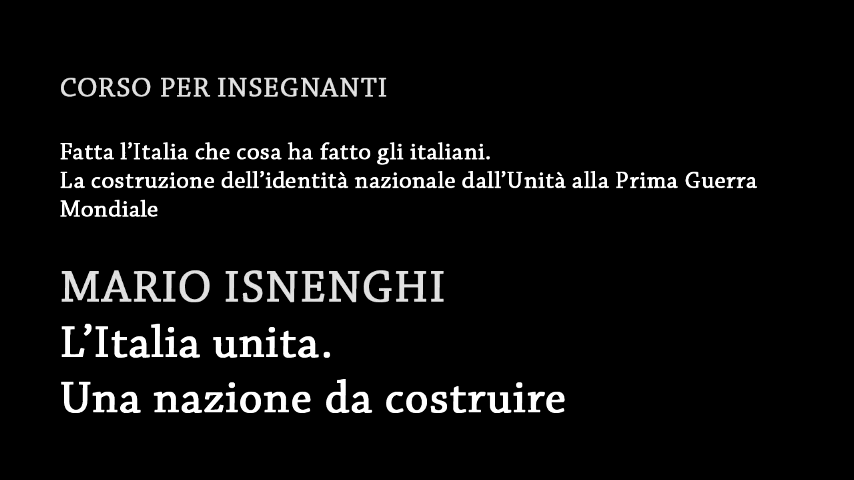 CORSO PER INSEGNANTI
Fatta l’Italia che cosa ha fatto gli italiani.
La costruzione dell’identità nazionale dall’Unità alla Prima Guerra
Mondiale
MARIO ISNENGHI
L’Italia unita.
Una nazione da costruire